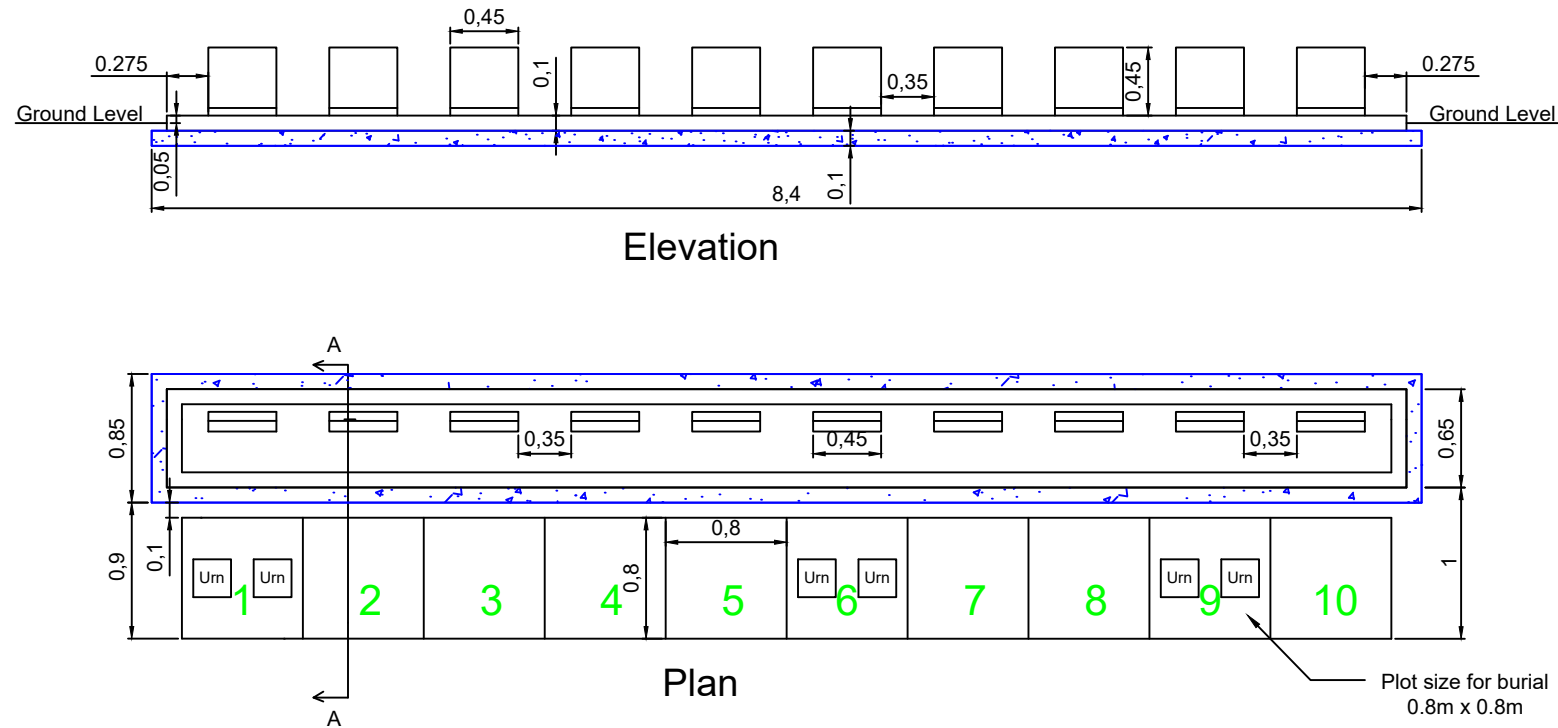 0,45
0.275
0,1
0,35
0,45
0.275
Ground Level
Ground Level
0,05
0,1
8,4
Elevation
A
0,85
0,35
0,45
0,35
0,65
0,9
0,1
0,8
0,8
1
Urn Urn
Urn Urn
Urn Urn
1 2 3 4 5 6 7 8 9 10
Plan
A
Plot size for burial
0.8m x 0.8m